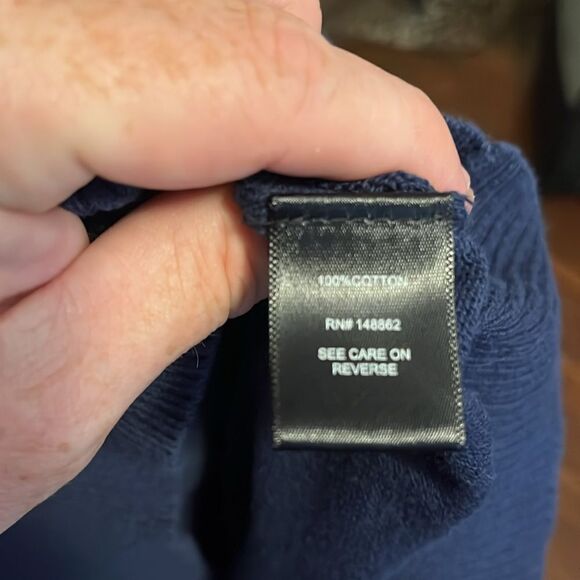 100% COTTON
RN# 148862
SEE CARE ON
REVERSE